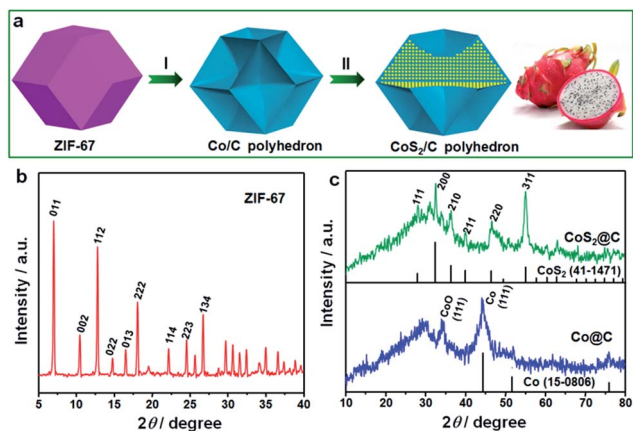 a
I
II
ZIF-67
Co/C polyhedron
CoS₂/C polyhedron
b
ZIF-67
Intensity / a.u.
011
002
112
022
013
222
114
223
134
5 10 15 20 25 30 35 40
2θ/ degree
c
Intensity / a.u.
111
200
210
211
220
311
CoS₂@C
CoS₂ (41-1471)
CoO (111)
Co (111)
Co@C
Co (15-0806)
10 20 30 40 50 60 70 80
2θ/ degree